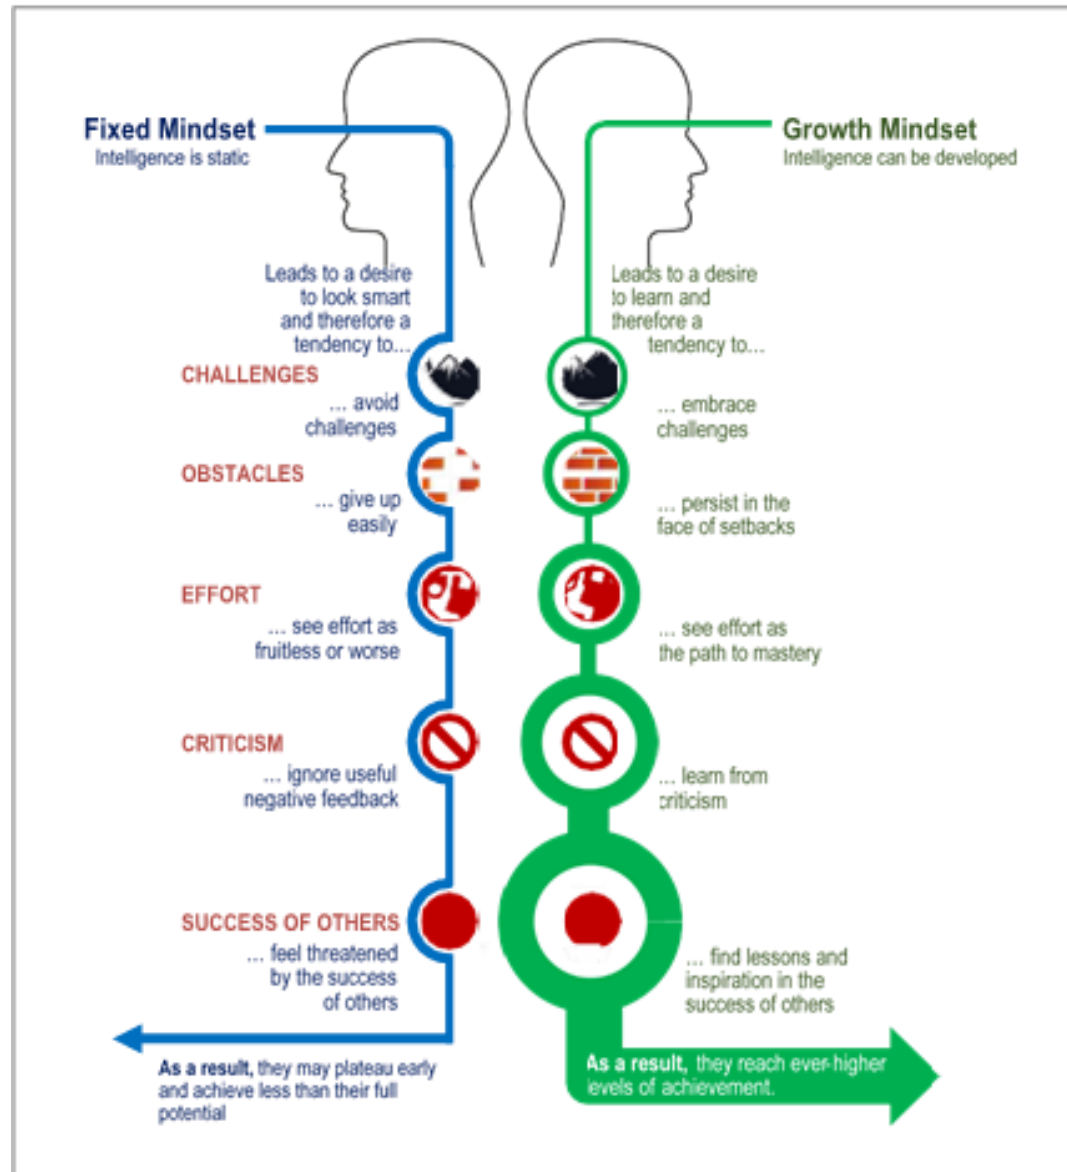 Fixed Mindset
Intelligence is static
Growth Mindset
Intelligence can be developed
Leads to a desire
to look smart
and therefore a
tendency to...
Leads to a desire
to learn and
therefore a
tendency to...
CHALLENGES
... avoid
challenges
... embrace
challenges
OBSTACLES
... give up
easily
... persist in the
face of setbacks
EFFORT
... see effort as
fruitless or worse
... see effort as
the path to mastery
CRITICISM
... ignore useful
negative feedback
... learn from
criticism
SUCCESS OF OTHERS
... feel threatened
by the success
of others
... find lessons and
inspiration in the
success of others
As a result, they may plateau early
and achieve less than their full
potential
As a result, they reach ever-higher
levels of achievement.